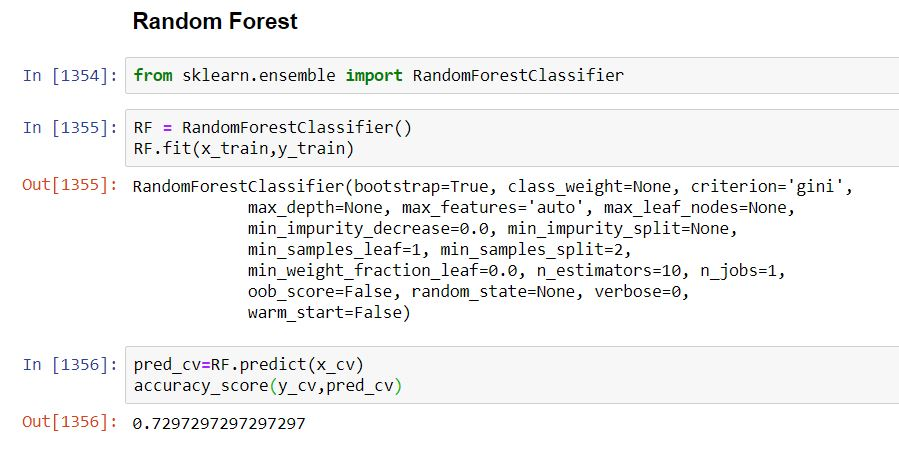 Random Forest
In [1354]: from sklearn.ensemble import RandomForestClassifier
In [1355]: RF = RandomForestClassifier()
RF.fit(x_train,y_train)
Out[1355]: RandomForestClassifier(bootstrap=True, class_weight=None, criterion='gini',
max_depth=None, max_features='auto', max_leaf_nodes=None,
min_impurity_decrease=0.0, min_impurity_split=None,
min_samples_leaf=1, min_samples_split=2,
min_weight_fraction_leaf=0.0, n_estimators=10, n_jobs=1,
oob_score=False, random_state=None, verbose=0,
warm_start=False)
In [1356]: pred_cv=RF.predict(x_cv)
accuracy_score(y_cv,pred_cv)
Out[1356]: 0.7297297297297297